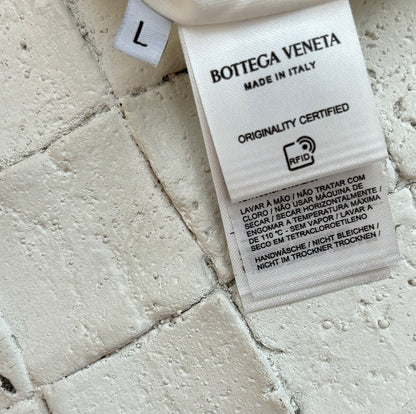 L
BOTTEGA VENETA
MADE IN ITALY
ORIGINALITY CERTIFIED
RFID
LAVAR À MÃO / NÃO TRATAR COM
CLORO / NÃO USAR MÁQUINA DE
SECAR / SECAR HORIZONTALMENTE /
ENGOMAR A TEMPERATURA MÁXIMA
DE 110 °C - SEM VAPOR / LAVAR A
SECO EM TETRACLOROETILENO
HANDWÄSCHE / NICHT BLEICHEN /
NICHT IM TROCKNER TROCKNEN /